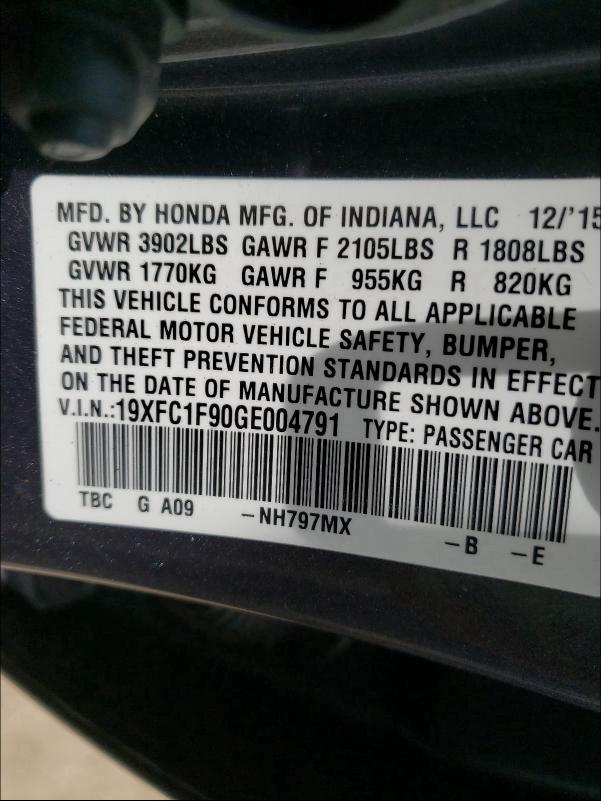 MFD. BY HONDA MFG. OF INDIANA, LLC 12/'15
GVWR 3902LBS GAWR F 2105LBS R 1808LBS
GVWR 1770KG GAWR F 955KG R 820KG
THIS VEHICLE CONFORMS TO ALL APPLICABLE
FEDERAL MOTOR VEHICLE SAFETY, BUMPER,
AND THEFT PREVENTION STANDARDS IN EFFECT
ON THE DATE OF MANUFACTURE SHOWN ABOVE.
V.I.N.:19XFC1F90GE004791 TYPE: PASSENGER CAR
TBC G A09 -NH797MX -B -E